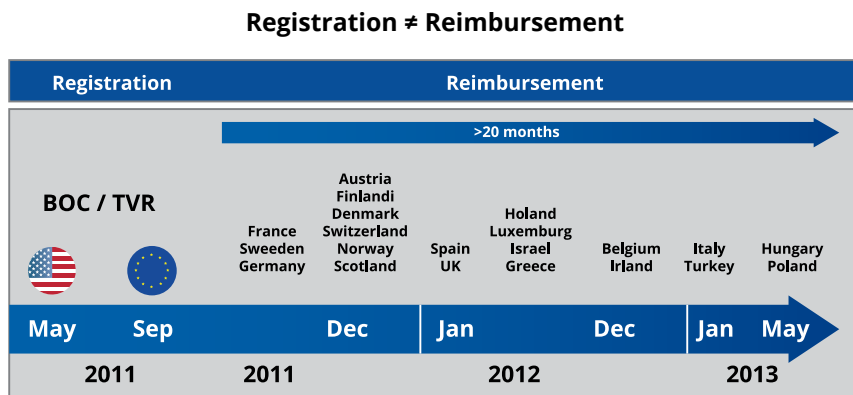 Registration ≠ Reimbursement
Registration
Reimbursement
>20 months
BOC / TVR
France
Sweeden
Germany
Austria
Finlandi
Denmark
Switzerland
Norway
Scotland
Spain
UK
Holand
Luxemburg
Israel
Greece
Belgium
Irland
Italy
Turkey
Hungary
Poland
May
Sep
Dec
Jan
Dec
Jan
May
2011
2011
2012
2013